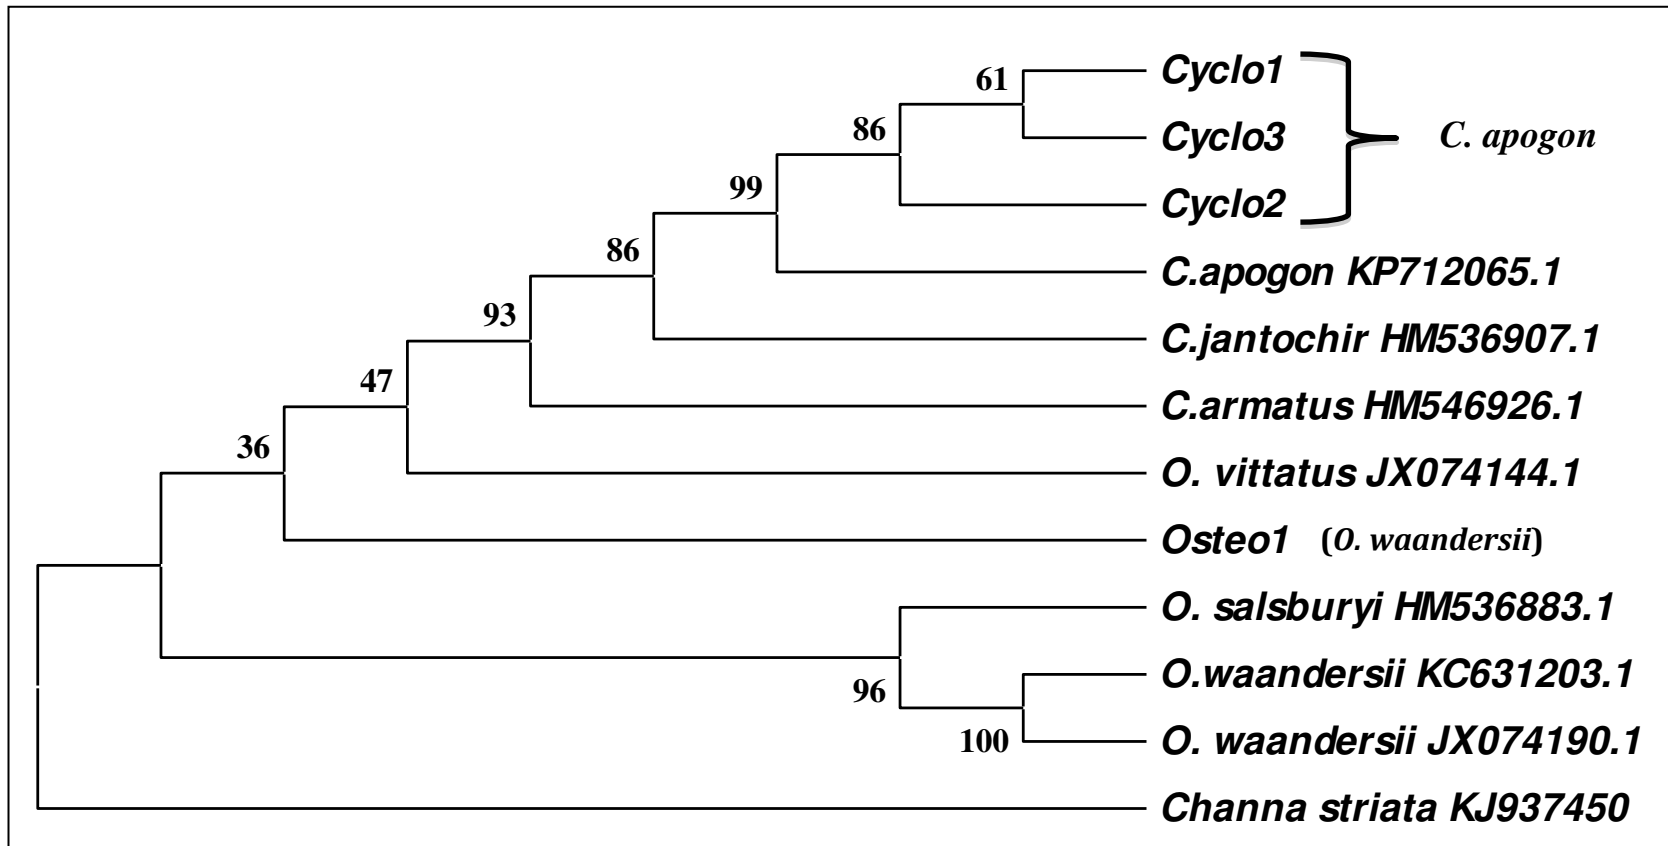 61
Cyclo1
86
Cyclo3
C. apogon
99
Cyclo2
86
C.apogon KP712065.1
93
C.jantochir HM536907.1
47
C.armatus HM546926.1
36
O. vittatus JX074144.1
Osteo1 (O. waandersii)
O. salsburyi HM536883.1
96
O.waandersii KC631203.1
100
O. waandersii JX074190.1
Channa striata KJ937450